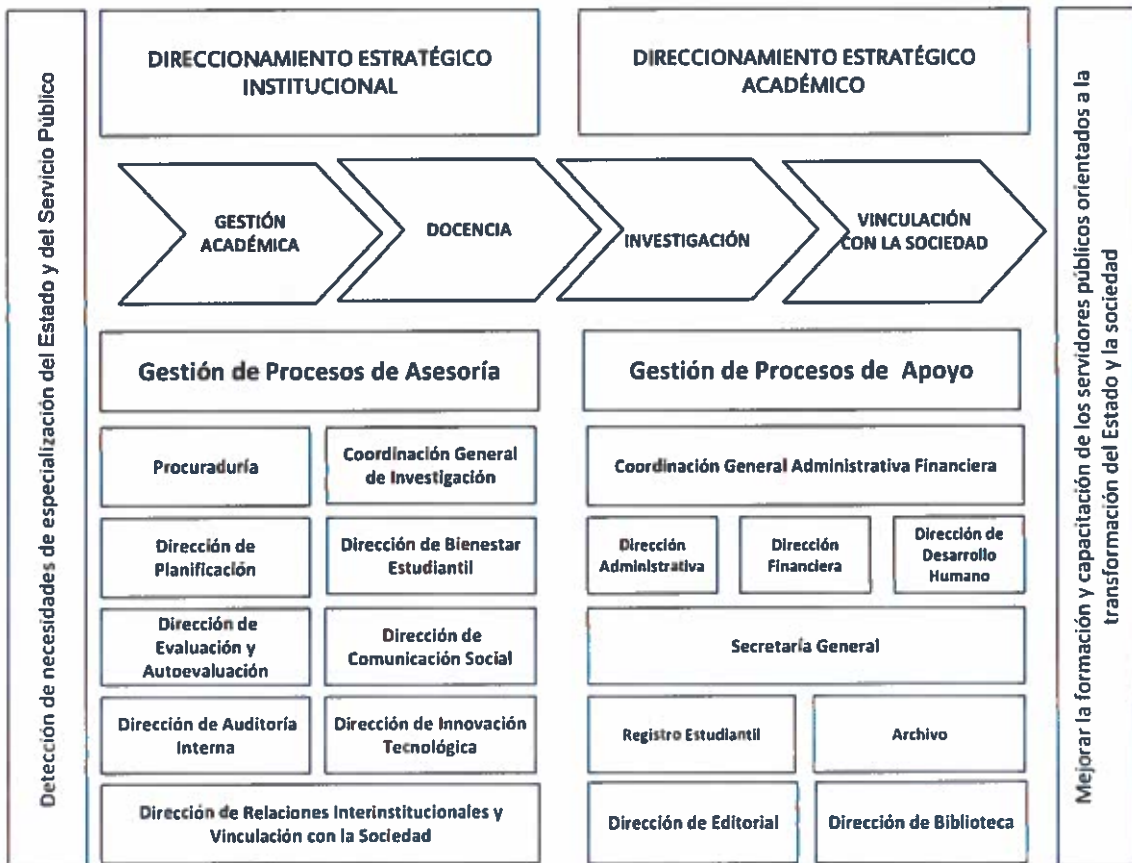 Detección de necesidades de especialización del Estado y del Servicio Público
DIRECCIONAMIENTO ESTRATÉGICO
INSTITUCIONAL
DIRECCIONAMIENTO ESTRATÉGICO
ACADÉMICO
GESTIÓN
ACADÉMICA
DOCENCIA
INVESTIGACIÓN
VINCULACIÓN
CON LA SOCIEDAD
Gestión de Procesos de Asesoría
Procuraduría
Coordinación General
de Investigación
Dirección de
Planificación
Dirección de Bienestar
Estudiantil
Dirección de
Evaluación y
Autoevaluación
Dirección de
Comunicación Social
Dirección de Auditoría
Interna
Dirección de Innovación
Tecnológica
Dirección de Relaciones Interinstitucionales y
Vinculación con la Sociedad
Gestión de Procesos de Apoyo
Coordinación General Administrativa Financiera
Dirección
Administrativa
Dirección
Financiera
Dirección de
Desarrollo
Humano
Secretaría General
Registro Estudiantil
Archivo
Dirección de Editorial
Dirección de Biblioteca
Mejorar la formación y capacitación de los servidores públicos orientados a la
transformación del Estado y la sociedad